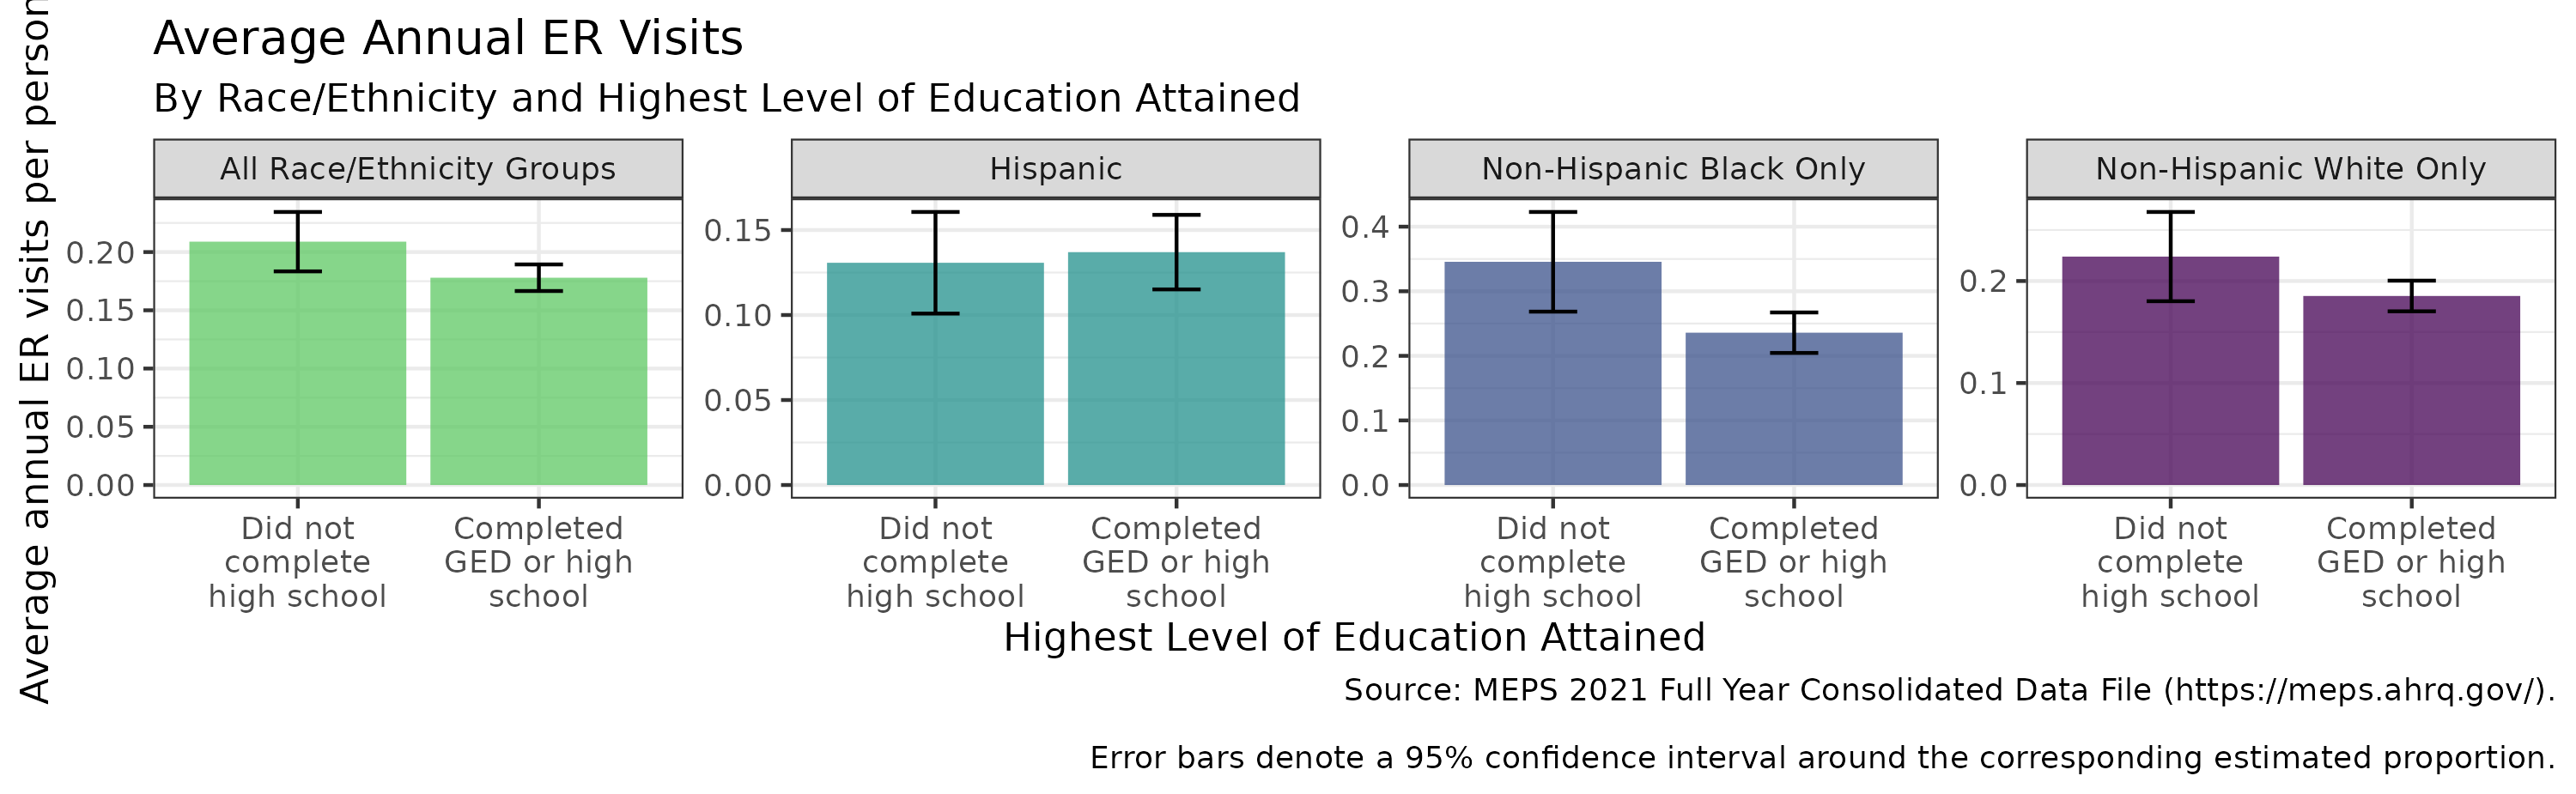 Average Annual ER Visits
By Race/Ethnicity and Highest Level of Education Attained
Average annual ER visits per person
All Race/Ethnicity Groups
0.20
0.15
0.10
0.05
0.00
Did not
complete
high school
Completed
GED or high
school
Hispanic
0.15
0.10
0.05
0.00
Did not
complete
high school
Completed
GED or high
school
Non-Hispanic Black Only
0.4
0.3
0.2
0.1
0.0
Did not
complete
high school
Completed
GED or high
school
Non-Hispanic White Only
0.2
0.1
0.0
Did not
complete
high school
Completed
GED or high
school
Highest Level of Education Attained
Source: MEPS 2021 Full Year Consolidated Data File (https://meps.ahrq.gov/).
Error bars denote a 95% confidence interval around the corresponding estimated proportion.